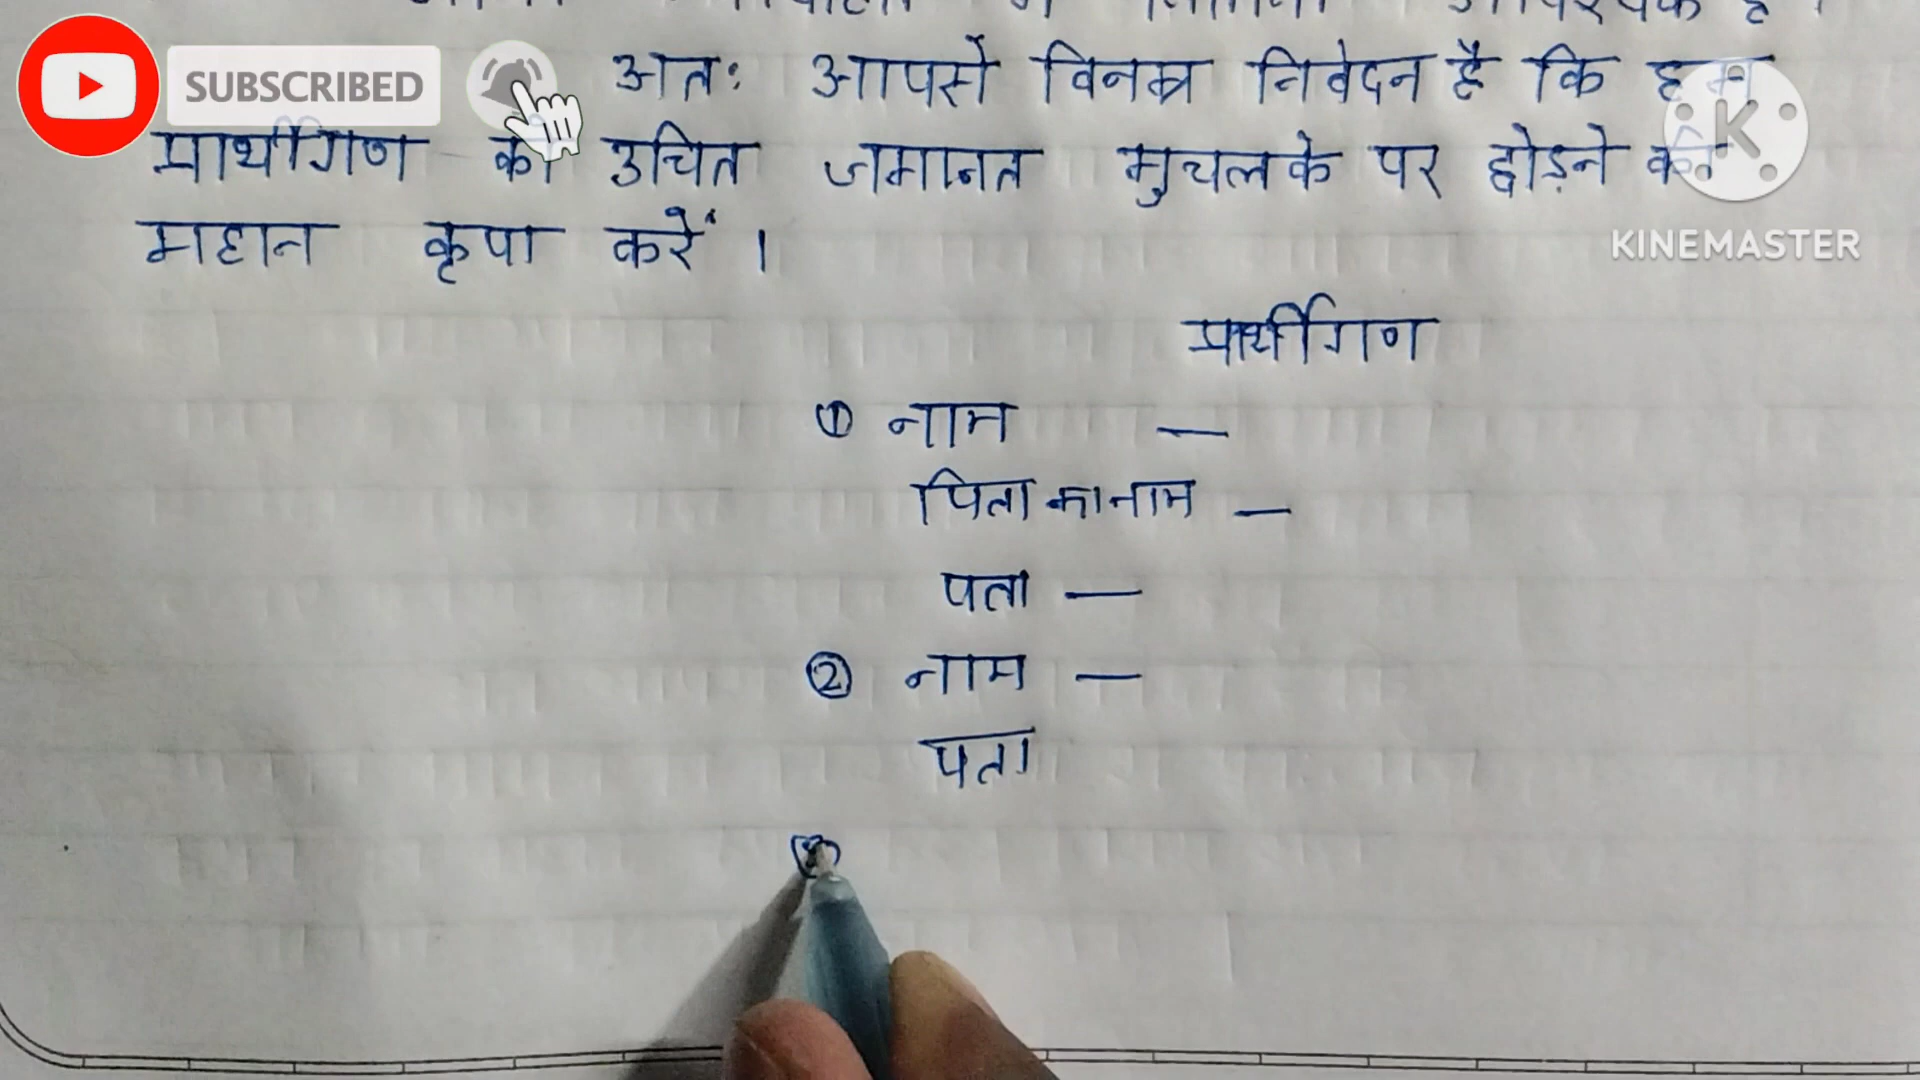 SUBSCRIBED
अतः आपसे विनम्र निवेदन है कि हम
प्रार्थीगण को उचित जमानत मुचलके पर छोड़ने की
महान कृपा करें ।
K
KINEMASTER
प्रार्थीगण
① नाम —
पिता का नाम —
पता —
② नाम —
पता